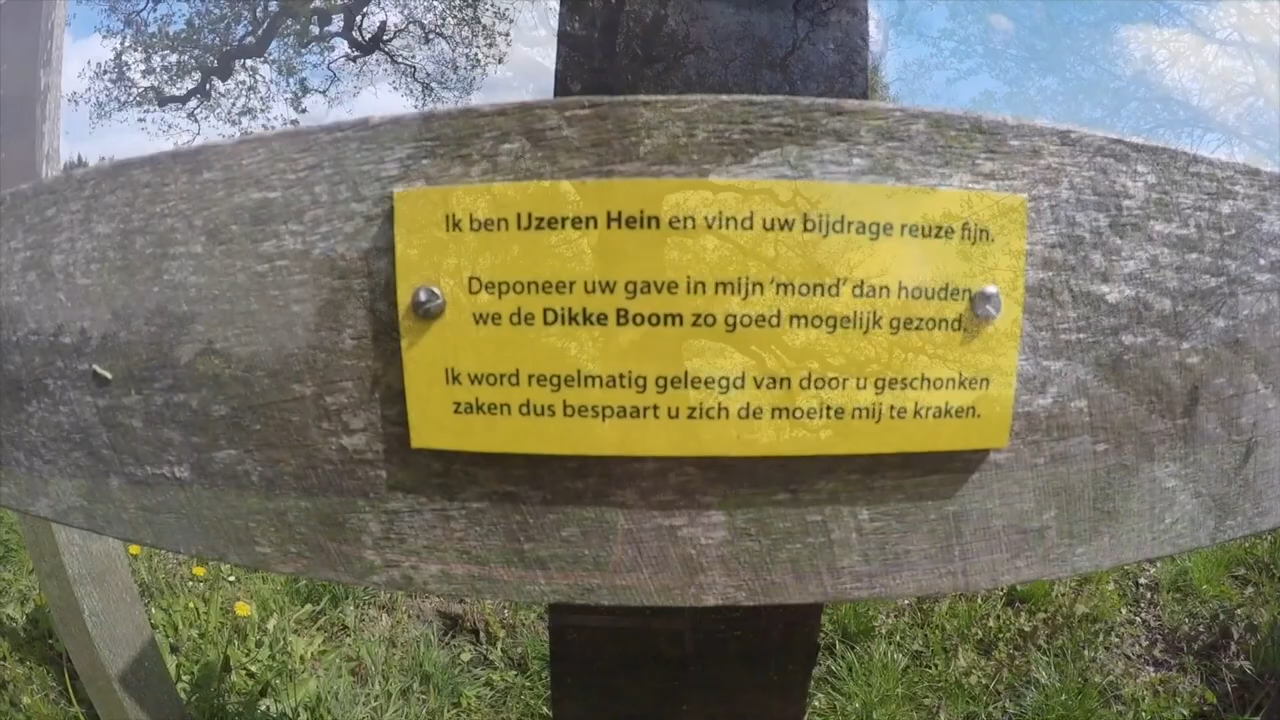 Ik ben IJzeren Hein en vind uw bijdrage reuze fijn.
Deponeer uw gave in mijn 'mond' dan houden
we de Dikke Boom zo goed mogelijk gezond.
Ik word regelmatig geleegd van door u geschonken
zaken dus bespaart u zich de moeite mij te kraken.